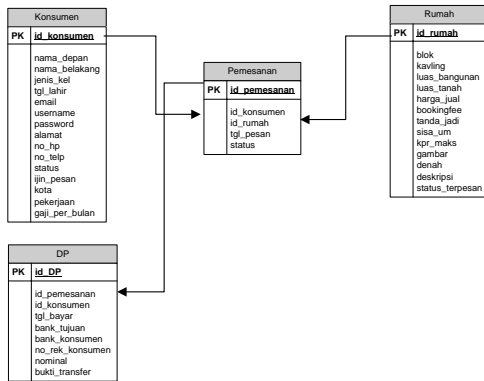 Konsumen
PK id_konsumen
nama_depan
nama_belakang
jenis_kel
tgl_lahir
email
username
password
alamat
no_hp
no_telp
status
ijin_pesan
kota
pekerjaan
gaji_per_bulan
Pemesanan
PK id_pemesanan
id_konsumen
id_rumah
tgl_pesan
status
Rumah
PK id_rumah
blok
kavling
luas_bangunan
luas_tanah
harga_jual
bookingfee
tanda_jadi
sisa_um
kpr_maks
gambar
denah
deskripsi
status_terpesan
DP
PK id_DP
id_pemesanan
id_konsumen
tgl_bayar
bank_tujuan
bank_konsumen
no_rek_konsumen
nominal
bukti_transfer